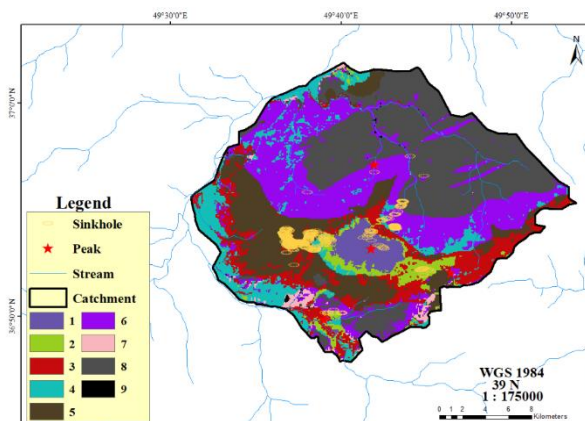 49°30'0"E 49°40'0"E 49°50'0"E
N
37°0'0"N
36°50'0"N
Legend
Sinkhole
Peak
Stream
Catchment
1 6
2 7
3 8
4 9
5
WGS 1984
39 N
1 : 175000
0 1 2 4 6 8
Kilometers